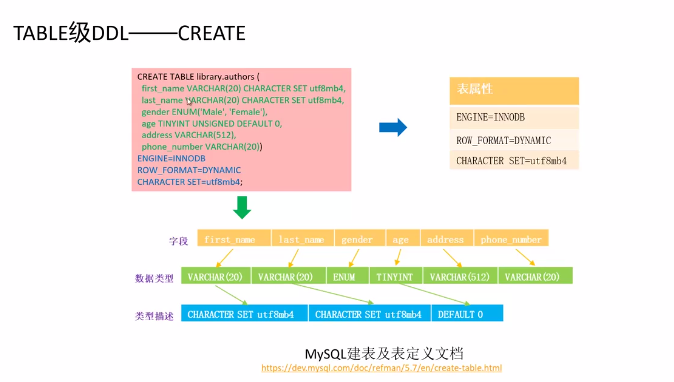 TABLE级DDL——CREATE
CREATE TABLE library.authors (
first_name VARCHAR(20) CHARACTER SET utf8mb4,
last_name VARCHAR(20) CHARACTER SET utf8mb4,
gender ENUM('Male', 'Female'),
age TINYINT UNSIGNED DEFAULT 0,
address VARCHAR(512),
phone_number VARCHAR(20))
ENGINE=INNODB
ROW_FORMAT=DYNAMIC
CHARACTER SET=utf8mb4;
表属性
ENGINE=INNODB
ROW_FORMAT=DYNAMIC
CHARACTER SET=utf8mb4
字段 first_name last_name gender age address phone_number
数据类型 VARCHAR(20) VARCHAR(20) ENUM TINYINT VARCHAR(512) VARCHAR(20)
类型描述 CHARACTER SET utf8mb4 CHARACTER SET utf8mb4 DEFAULT 0
MySQL建表及表定义文档
https://dev.mysql.com/doc/refman/5.7/en/create-table.html